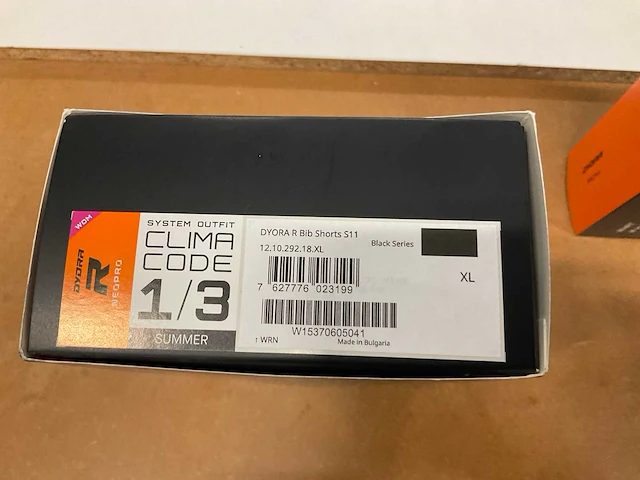 WOM
DYORA
R
NEOPRO
SYSTEM OUTFIT
CLIMA
CODE
1/3
SUMMER
DYORA R Bib Shorts S11
12.10.292.18.XL
Black Series
XL
7 627776 023199
W15370605041
↑ WRN
Made in Bulgaria
DYORA